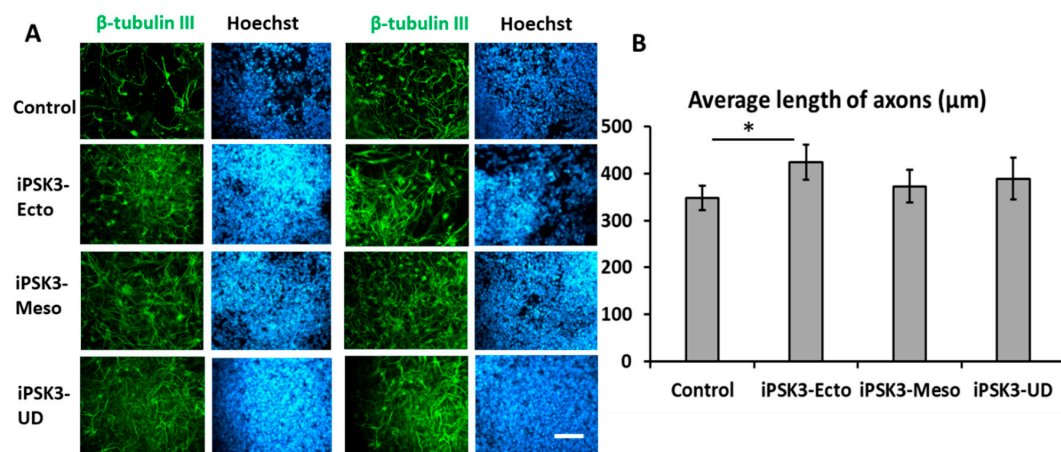 A
β-tubulin III Hoechst β-tubulin III Hoechst
Control
iPSK3-
Ecto
iPSK3-
Meso
iPSK3-
UD
B
Average length of axons (μm)
500
400
300
200
100
0
*
Control iPSK3-Ecto iPSK3-Meso iPSK3-UD